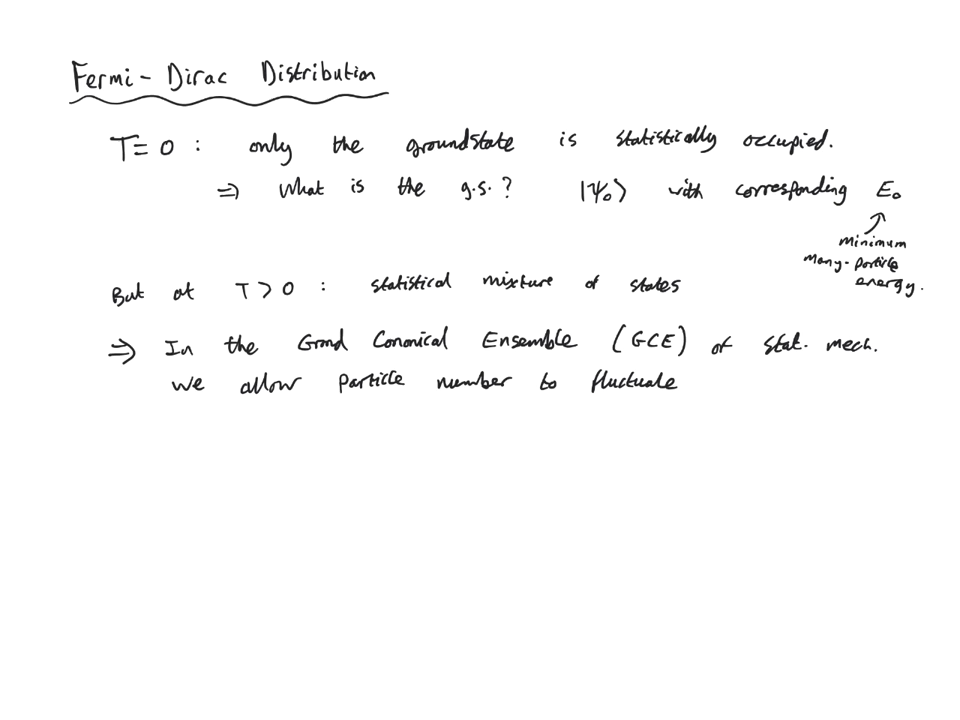 Fermi - Dirac Distribution
T = 0 : only the groundstate is statistically occupied.
⇒ What is the g.s.? |ψ₀⟩ with corresponding E₀
↗
minimum
many-particle
energy.
But at T > 0 : statistical mixture of states
⇒ In the Grand Canonical Ensemble (GCE) of stat. mech.
we allow particle number to fluctuate